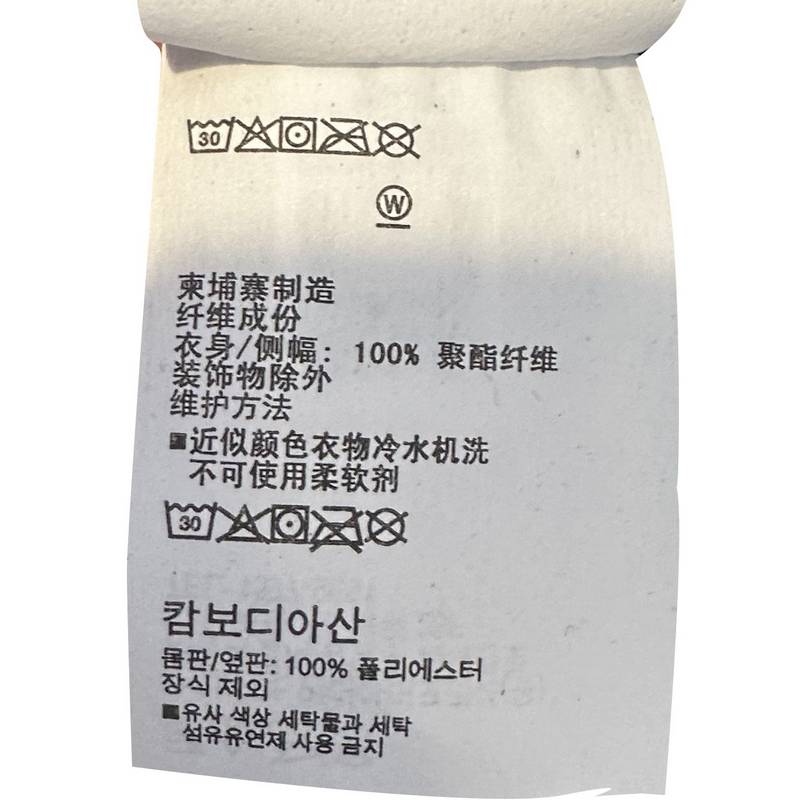 30
W
柬埔寨制造
纤维成份
衣身/侧幅: 100% 聚酯纤维
装饰物除外
维护方法
■近似颜色衣物冷水机洗
不可使用柔软剂
30
캄보디아산
몸판/옆판: 100% 폴리에스터
장식 제외
■유사 색상 세탁물과 세탁
섬유유연제 사용 금지